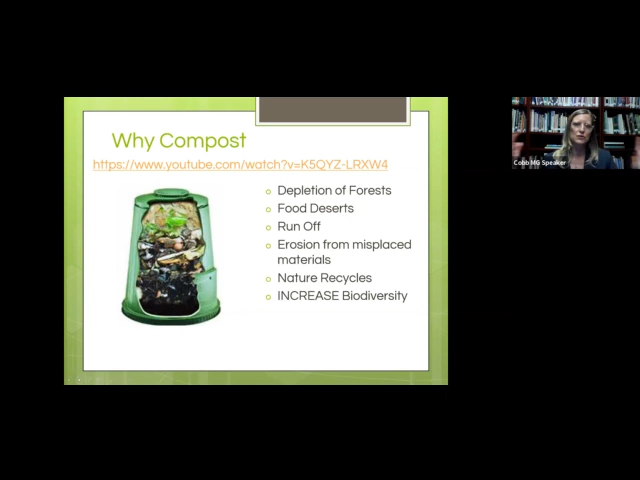 Why Compost
https://www.youtube.com/watch?v=K5QYZ-LRXW4
Depletion of Forests
Food Deserts
Run Off
Erosion from misplaced
materials
Nature Recycles
INCREASE Biodiversity
Cobb MG Speaker